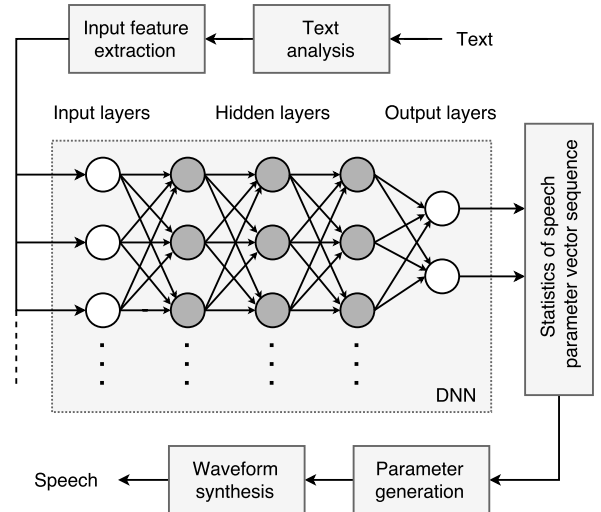 Input feature
extraction
Text
analysis
Text
Input layers
Hidden layers
Output layers
Statistics of speech
parameter vector sequence
DNN
Speech
Waveform
synthesis
Parameter
generation